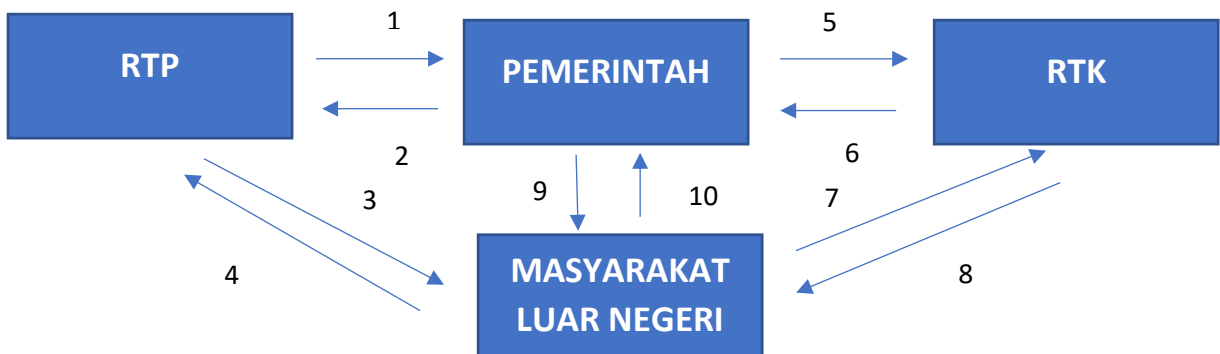 1
5
RTP
PEMERINTAH
RTK
2
6
3
9
10
7
4
MASYARAKAT
LUAR NEGERI
8